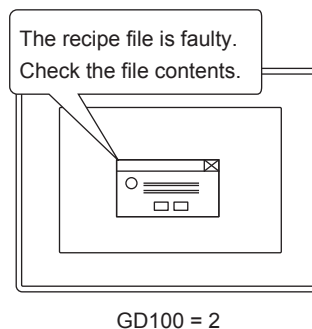 The recipe file is faulty.
Check the file contents.
GD100 = 2